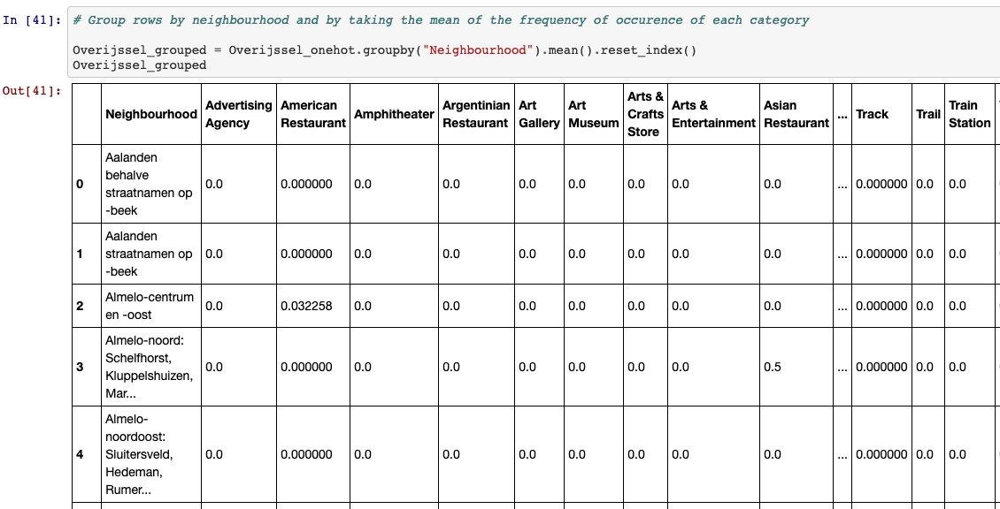 In [41]: # Group rows by neighbourhood and by taking the mean of the frequency of occurence of each category
Overijssel_grouped = Overijssel_onehot.groupby("Neighbourhood").mean().reset_index()
Overijssel_grouped
Out[41]:
Neighbourhood Advertising Agency American Restaurant Amphitheater Argentinian Restaurant Art Gallery Art Museum Arts & Crafts Store Arts & Entertainment Asian Restaurant ... Track Trail Train Station
0 Aalanden behalve straatnamen op -beek 0.0 0.000000 0.0 0.0 0.0 0.0 0.0 0.0 0.0 ... 0.000000 0.0 0.0
1 Aalanden straatnamen op -beek 0.0 0.000000 0.0 0.0 0.0 0.0 0.0 0.0 0.0 ... 0.000000 0.0 0.0
2 Almelo-centrum en -oost 0.0 0.032258 0.0 0.0 0.0 0.0 0.0 0.0 0.0 ... 0.000000 0.0 0.0
3 Almelo-noord: Schelfhorst, Kluppelshuizen, Mar... 0.0 0.000000 0.0 0.0 0.0 0.0 0.0 0.0 0.5 ... 0.000000 0.0 0.0
4 Almelo-noordoost: Sluitersveld, Hedeman, Rumer... 0.0 0.000000 0.0 0.0 0.0 0.0 0.0 0.0 0.0 ... 0.000000 0.0 0.0